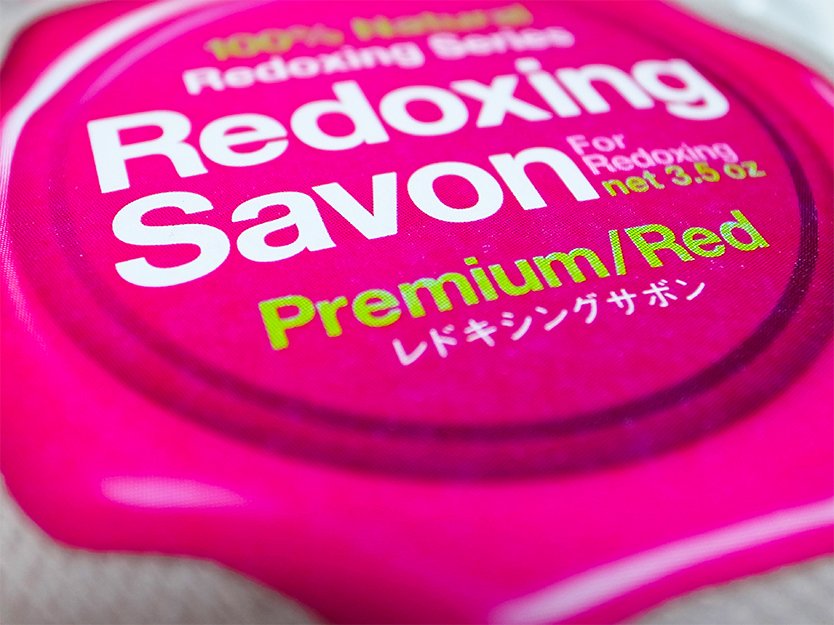 100% Natural
Redoxing Series
Redoxing
Savon
For
Redoxing
net 3.5 oz
Premium/Red
レドキシングサボン